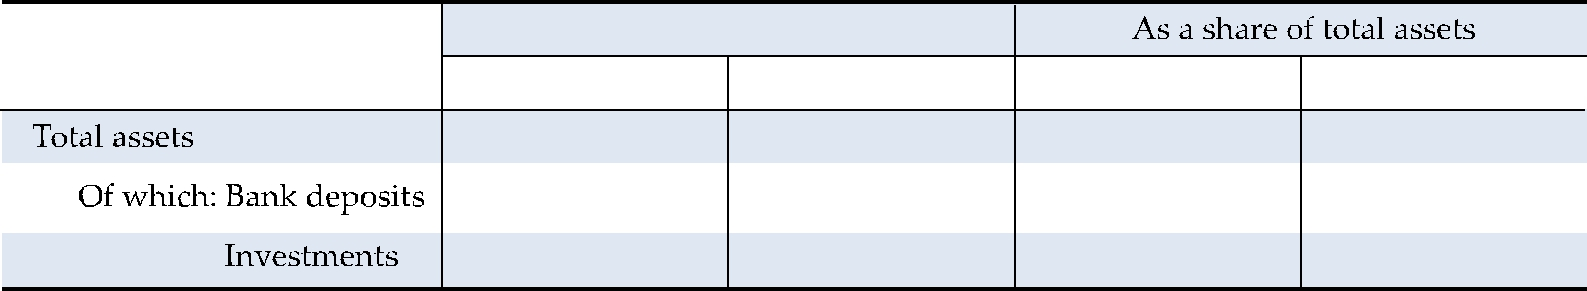 As a share of total assets
Total assets
Of which: Bank deposits
Investments